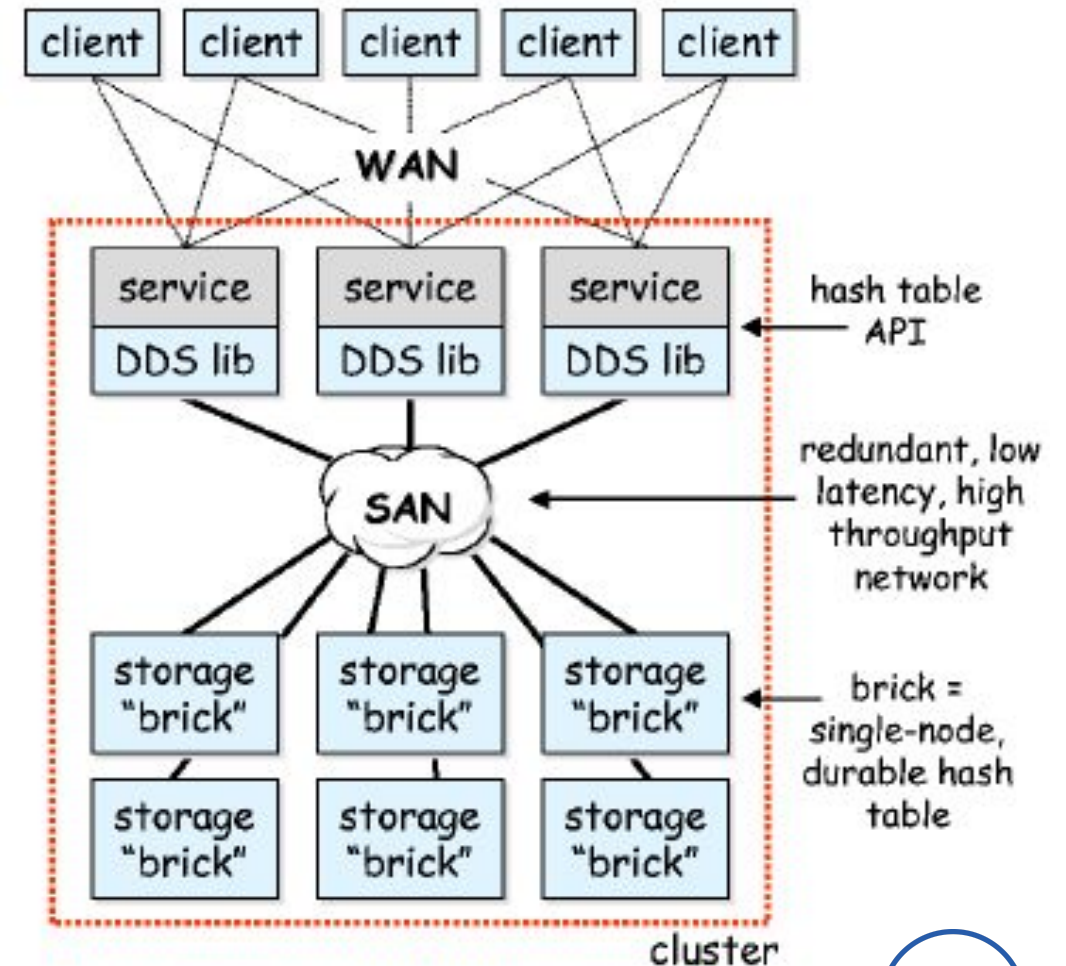 client client client client client
WAN
service service service
DDS lib DDS lib DDS lib
hash table
API
SAN
redundant, low
latency, high
throughput
network
storage storage storage
"brick" "brick" "brick"
brick =
single-node,
durable hash
table
storage storage storage
"brick" "brick" "brick"
cluster